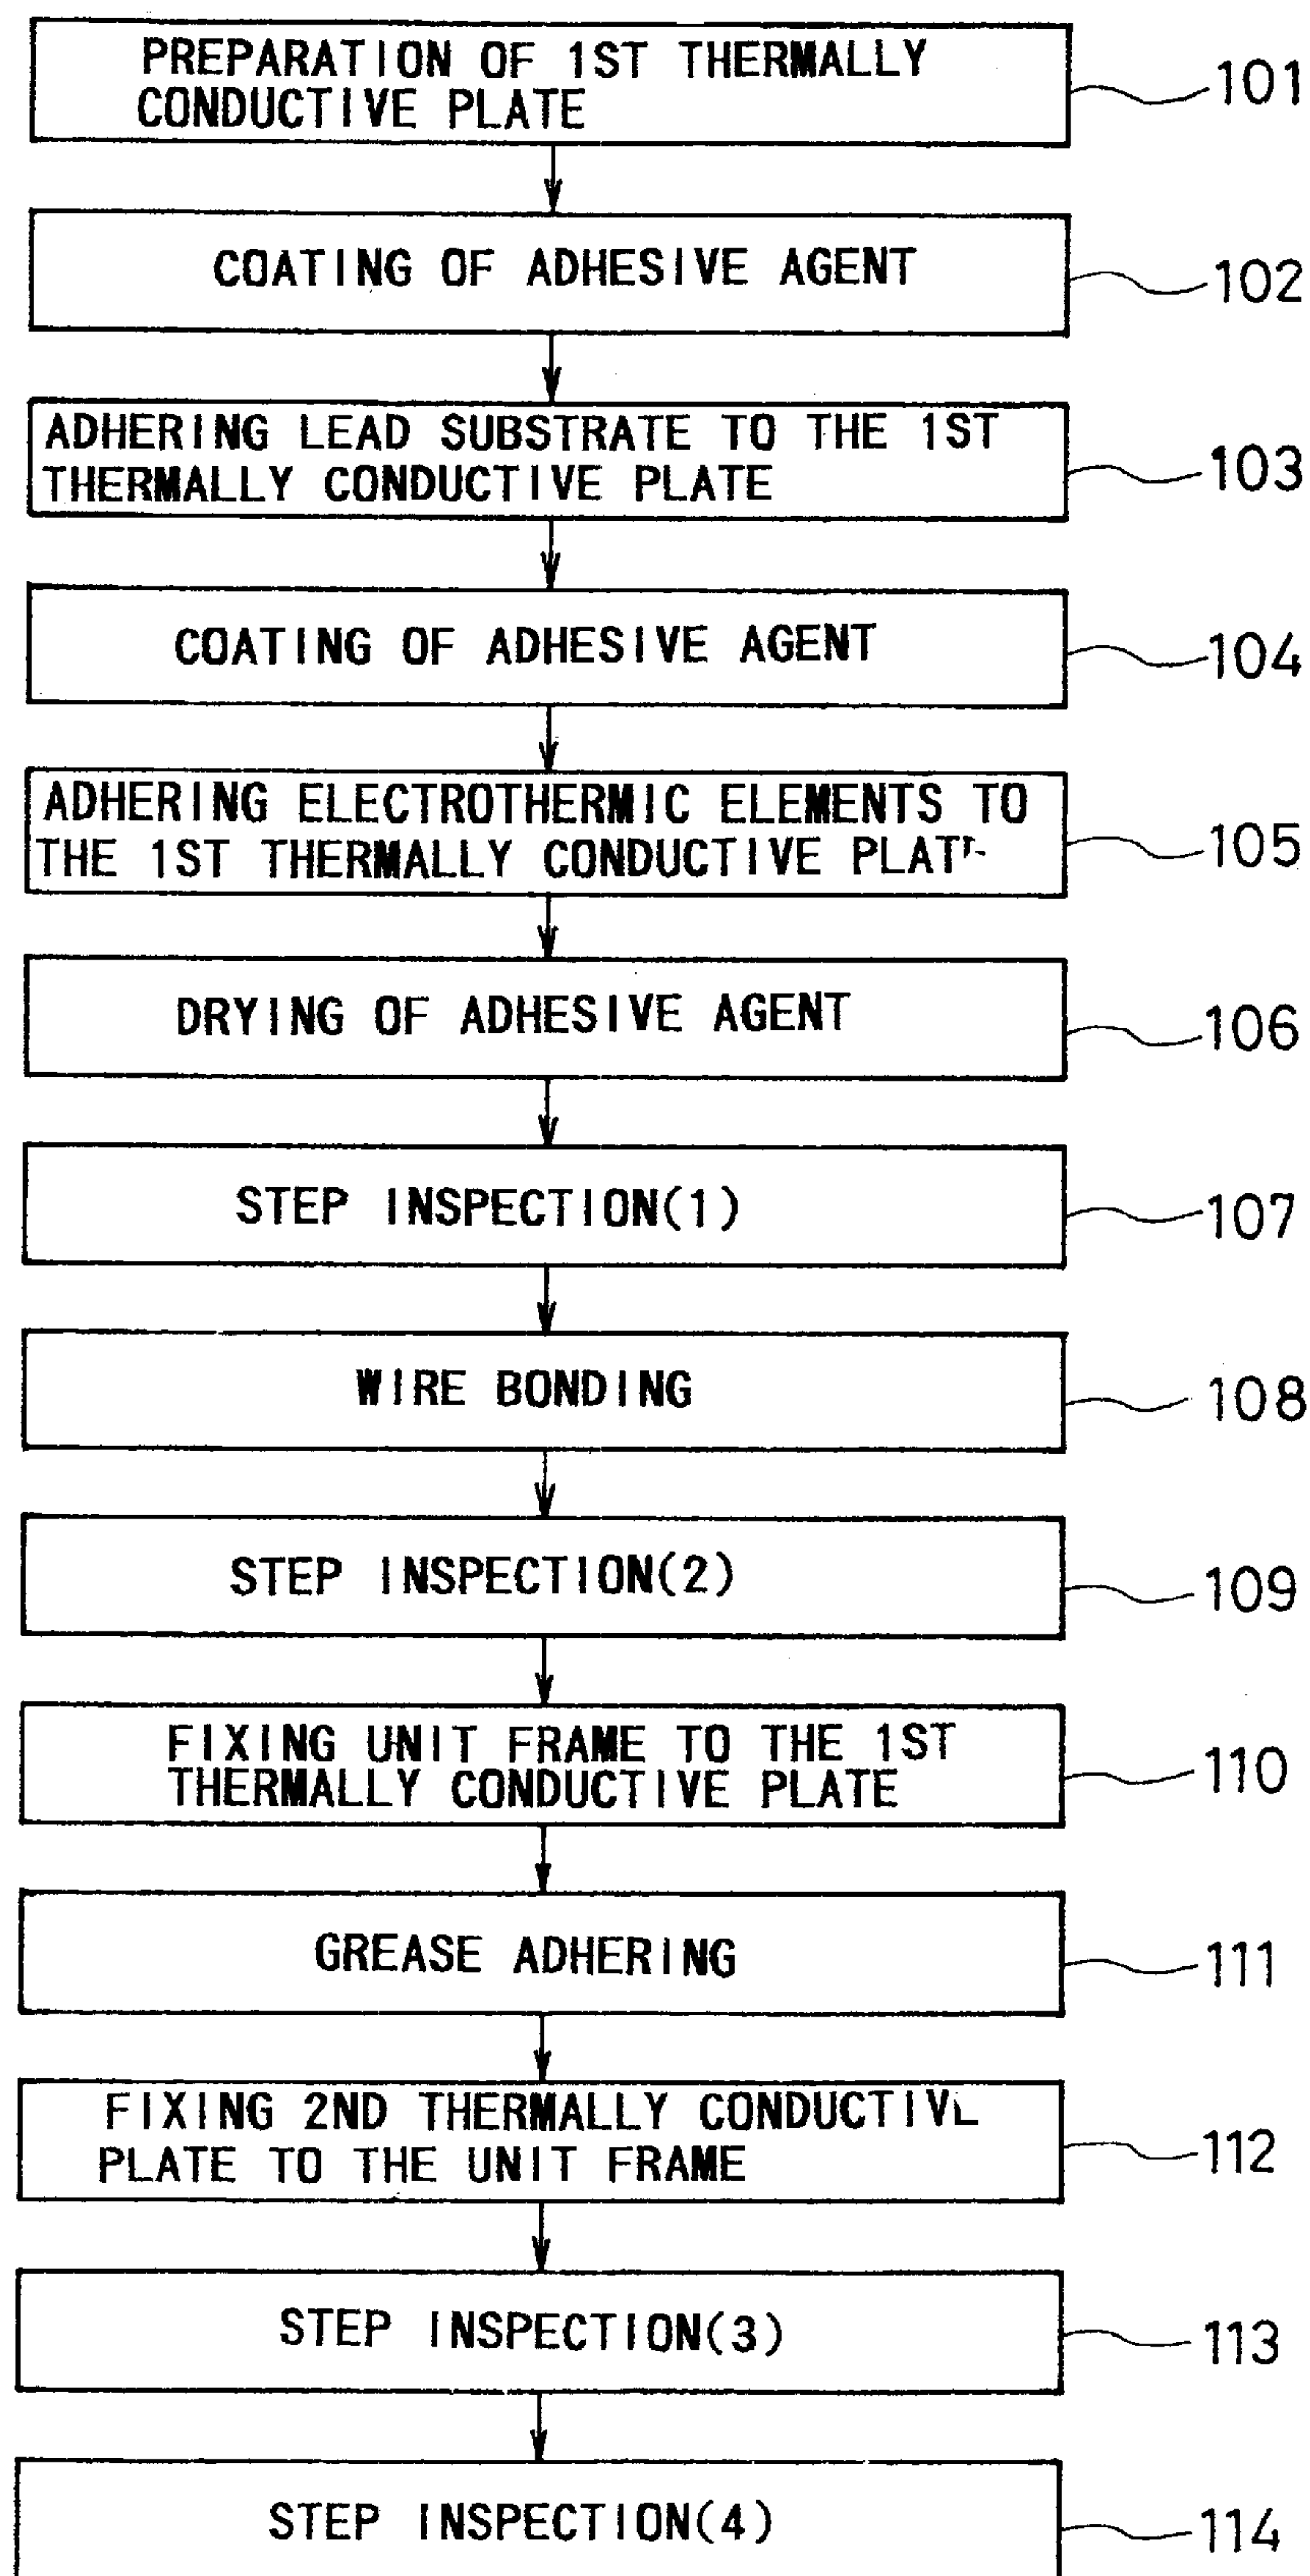 PREPARATION OF 1ST THERMALLY
CONDUCTIVE PLATE
101
COATING OF ADHESIVE AGENT
102
ADHERING LEAD SUBSTRATE TO THE 1ST
THERMALLY CONDUCTIVE PLATE
103
COATING OF ADHESIVE AGENT
104
ADHERING ELECTROTHERMIC ELEMENTS TO
THE 1ST THERMALLY CONDUCTIVE PLATE
105
DRYING OF ADHESIVE AGENT
106
STEP INSPECTION(1)
107
WIRE BONDING
108
STEP INSPECTION(2)
109
FIXING UNIT FRAME TO THE 1ST
THERMALLY CONDUCTIVE PLATE
110
GREASE ADHERING
111
FIXING 2ND THERMALLY CONDUCTIVE
PLATE TO THE UNIT FRAME
112
STEP INSPECTION(3)
113
STEP INSPECTION(4)
114